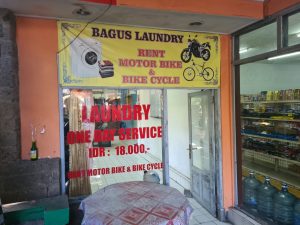 BAGUS LAUNDRY
RENT
MOTOR BIKE
&
BIKE CYCLE
LAUNDRY
ONE DAY SERVICE
IDR : 18.000,-
RENT MOTOR BIKE & BIKE CYCLE